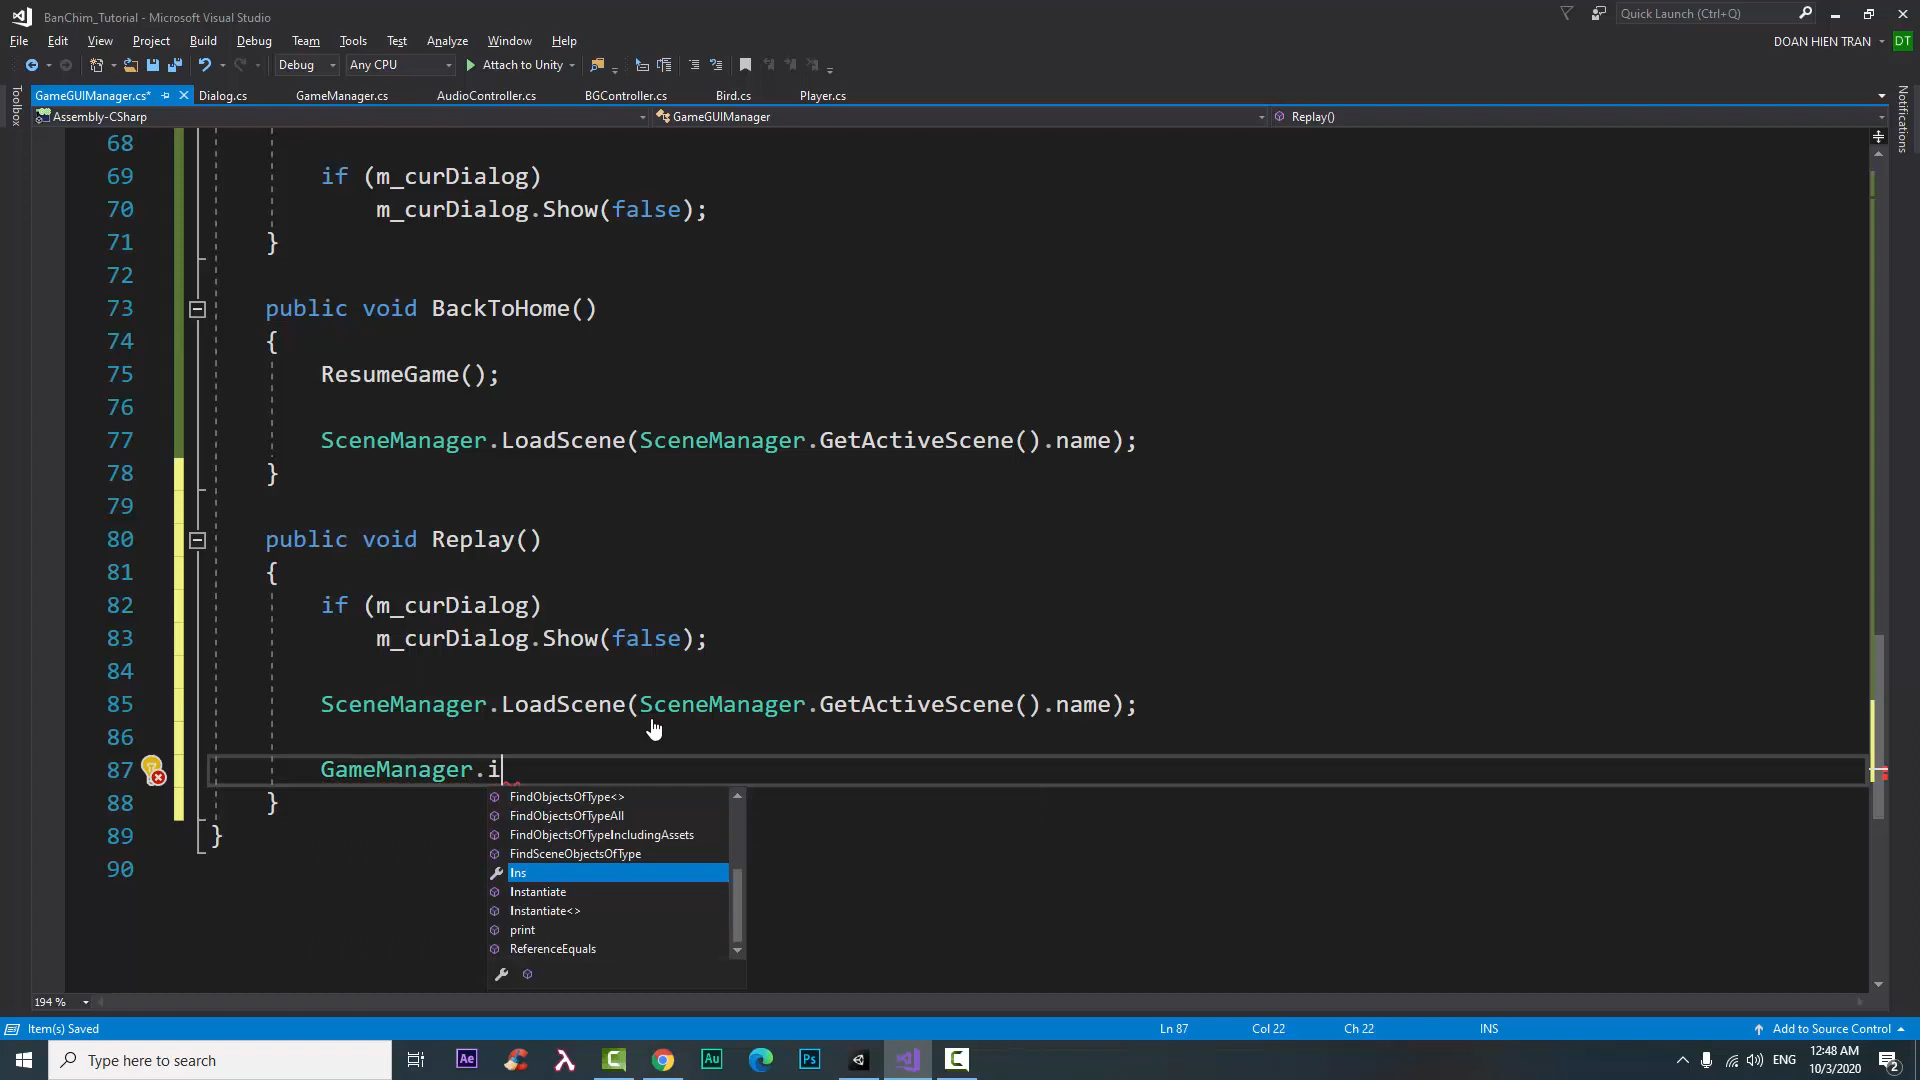 BanChim_Tutorial - Microsoft Visual Studio
Quick Launch (Ctrl+Q)
File Edit View Project Build Debug Team Tools Test Analyze Window Help
DOAN HIEN TRAN DT
Debug Any CPU Attach to Unity
GameGUIManager.cs* Dialog.cs GameManager.cs AudioController.cs BGController.cs Bird.cs Player.cs
Toolbox
Notifications
Assembly-CSharp GameGUIManager Replay()
68
69 if (m_curDialog)
70 m_curDialog.Show(false);
71 }
72
73 public void BackToHome()
74 {
75 ResumeGame();
76
77 SceneManager.LoadScene(SceneManager.GetActiveScene().name);
78 }
79
80 public void Replay()
81 {
82 if (m_curDialog)
83 m_curDialog.Show(false);
84
85 SceneManager.LoadScene(SceneManager.GetActiveScene().name);
86
87 GameManager.i
88 }
89 }
90
FindObjectsOfType<>
FindObjectsOfTypeAll
FindObjectsOfTypeIncludingAssets
FindSceneObjectsOfType
Ins
Instantiate
Instantiate<>
print
ReferenceEquals
194 %
Item(s) Saved Ln 87 Col 22 Ch 22 INS Add to Source Control
Type here to search
Ae Au Ps
ENG
12:48 AM
10/3/2020
2